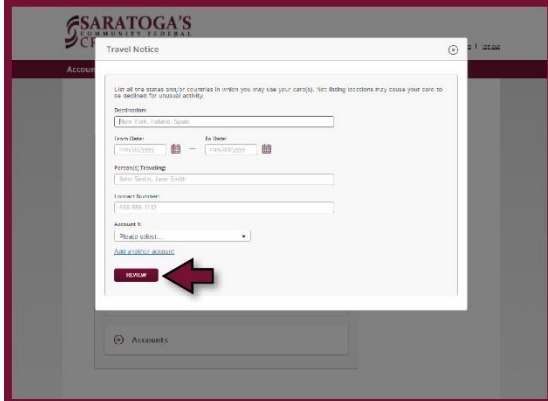 SARATOGA'S
COMMUNITY FEDERAL
Travel Notice
Accoun
List all the states and/or countries in which you may use your card(s). Not listing locations may cause your card to
be declined for unusual activity.
Destination:
New York, Ireland, Spain
From Date: To Date:
mm/dd/yyyy — mm/dd/yyyy
Person(s) Traveling:
John Smith, Jane Smith
Contact Number:
Account 1:
Please select...
Add another account
REVIEW
Accounts